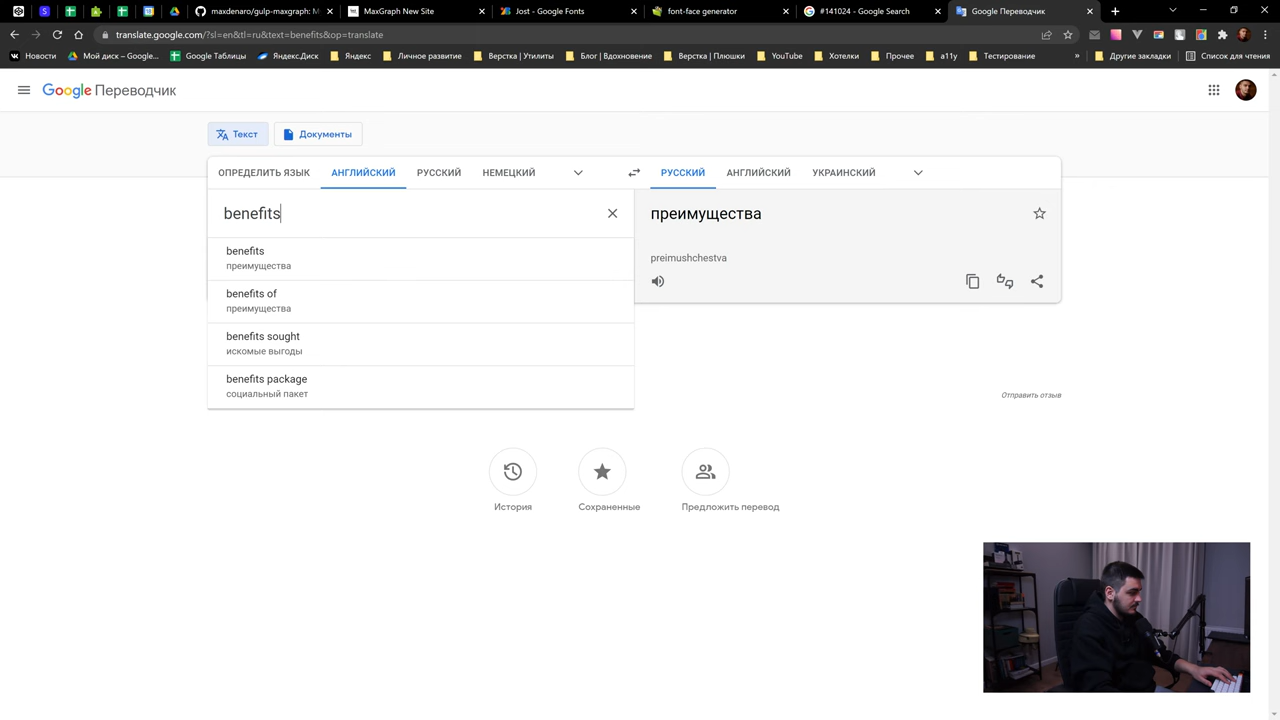 maxdenaro/gulp-maxgraph: M
MaxGraph New Site
Jost - Google Fonts
font-face generator
#141024 - Google Search
Google Переводчик
translate.google.com/?sl=en&tl=ru&text=benefits&op=translate
Новости
Мой диск – Google...
Google Таблицы
Яндекс.Диск
Яндекс
Личное развитие
Верстка | Утилиты
Блог | Вдохновение
Верстка | Плюшки
YouTube
Хотелки
Прочее
a11y
Тестирование
»
Другие закладки
Список для чтения
Google Переводчик
Текст
Документы
ОПРЕДЕЛИТЬ ЯЗЫК
АНГЛИЙСКИЙ
РУССКИЙ
НЕМЕЦКИЙ
РУССКИЙ
АНГЛИЙСКИЙ
УКРАИНСКИЙ
benefits
преимущества
preimushchestva
benefits
преимущества
benefits of
преимущества
benefits sought
искомые выгоды
benefits package
социальный пакет
Отправить отзыв
История
Сохраненные
Предложить перевод